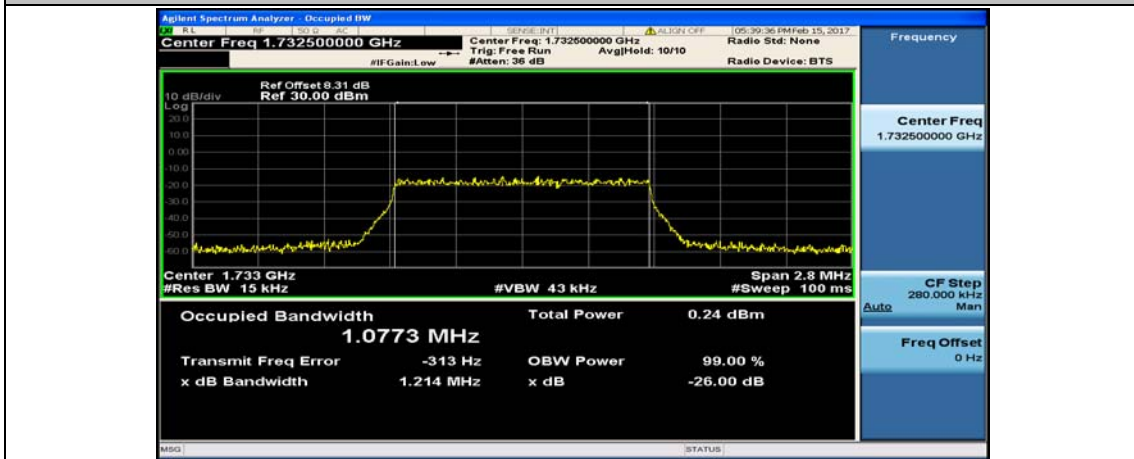 Agilent Spectrum Analyzer - Occupied BW
RL RF 50 Ω AC SENSE:INT ALIGN OFF 05:39:36 PM Feb 15, 2017
Center Freq 1.732500000 GHz
Center Freq: 1.732500000 GHz
Radio Std: None
Trig: Free Run Avg|Hold: 10/10
#IFGain:Low #Atten: 36 dB Radio Device: BTS
Ref Offset 8.31 dB
10 dB/div Ref 30.00 dBm
Log
20.0
10.0
0.00
-10.0
-20.0
-30.0
-40.0
-50.0
-60.0
Center 1.733 GHz Span 2.8 MHz
#Res BW 15 kHz #VBW 43 kHz #Sweep 100 ms
Occupied Bandwidth Total Power 0.24 dBm
1.0773 MHz
Transmit Freq Error -313 Hz OBW Power 99.00 %
x dB Bandwidth 1.214 MHz x dB -26.00 dB
MSG STATUS
Frequency
Center Freq
1.732500000 GHz
CF Step
280.000 kHz
Auto Man
Freq Offset
0 Hz